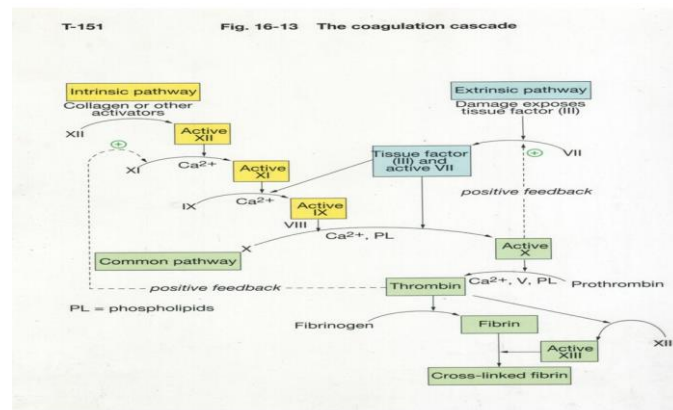 T-151 Fig. 16-13 The coagulation cascade
Intrinsic pathway
Extrinsic pathway
Collagen or other
activators
Damage exposes
tissue factor (III)
XII
Active
XII
XI
Ca2+
Active
XI
Tissue factor
(III) and
active VII
VII
positive feedback
IX
Ca2+
Active
IX
VIII
X
Ca2+, PL
Active
X
Common pathway
positive feedback
Thrombin
Ca2+, V, PL
Prothrombin
PL = phospholipids
Fibrinogen
Fibrin
Active
XIII
XII
Cross-linked fibrin